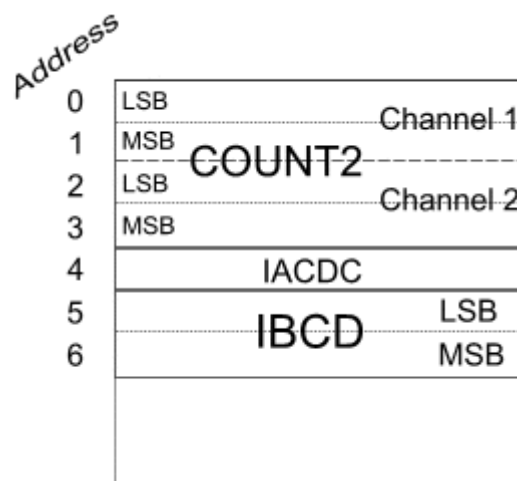 Address
0 LSB
Channel 1
1 MSB
COUNT2
2 LSB
Channel 2
3 MSB
4 IACDC
5 LSB
IBCD
6 MSB